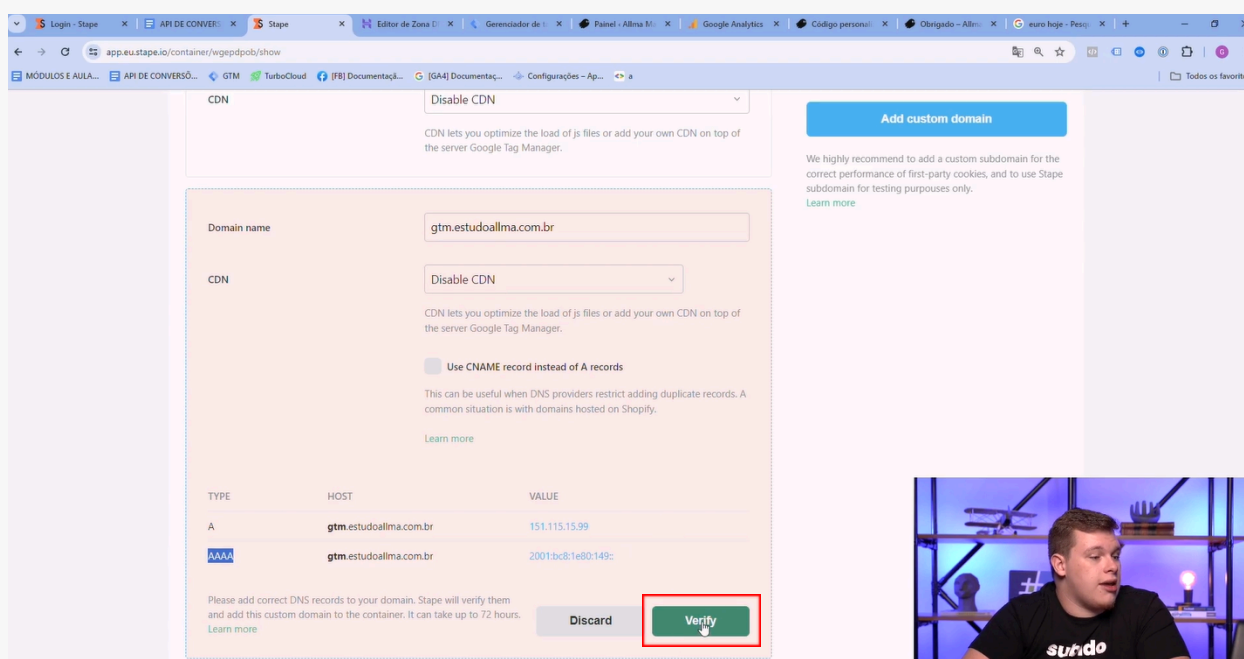 Login - Stape
API DE CONVERS
Stape
Editor de Zona D
Gerenciador de t
Painel ‹ Allma Ma
Google Analytics
Código personali
Obrigado – Allm
euro hoje - Pesqu
app.eu.stape.io/container/wgepdpob/show
MÓDULOS E AULA...
API DE CONVERSÕ...
GTM
TurboCloud
[FB] Documentaçã...
[GA4] Documentaç...
Configurações – Ap...
a
Todos os favorit
CDN
Disable CDN
CDN lets you optimize the load of js files or add your own CDN on top of
the server Google Tag Manager.
Add custom domain
We highly recommend to add a custom subdomain for the
correct performance of first-party cookies, and to use Stape
subdomain for testing purpouses only.
Learn more
Domain name
gtm.estudoallma.com.br
CDN
Disable CDN
CDN lets you optimize the load of js files or add your own CDN on top of
the server Google Tag Manager.
Use CNAME record instead of A records
This can be useful when DNS providers restrict adding duplicate records. A
common situation is with domains hosted on Shopify.
Learn more
TYPE HOST VALUE
A gtm.estudoallma.com.br 151.115.15.99
AAAA gtm.estudoallma.com.br 2001:bc8:1e80:149::
Please add correct DNS records to your domain. Stape will verify them
and add this custom domain to the container. It can take up to 72 hours.
Learn more
Discard
Verify
#